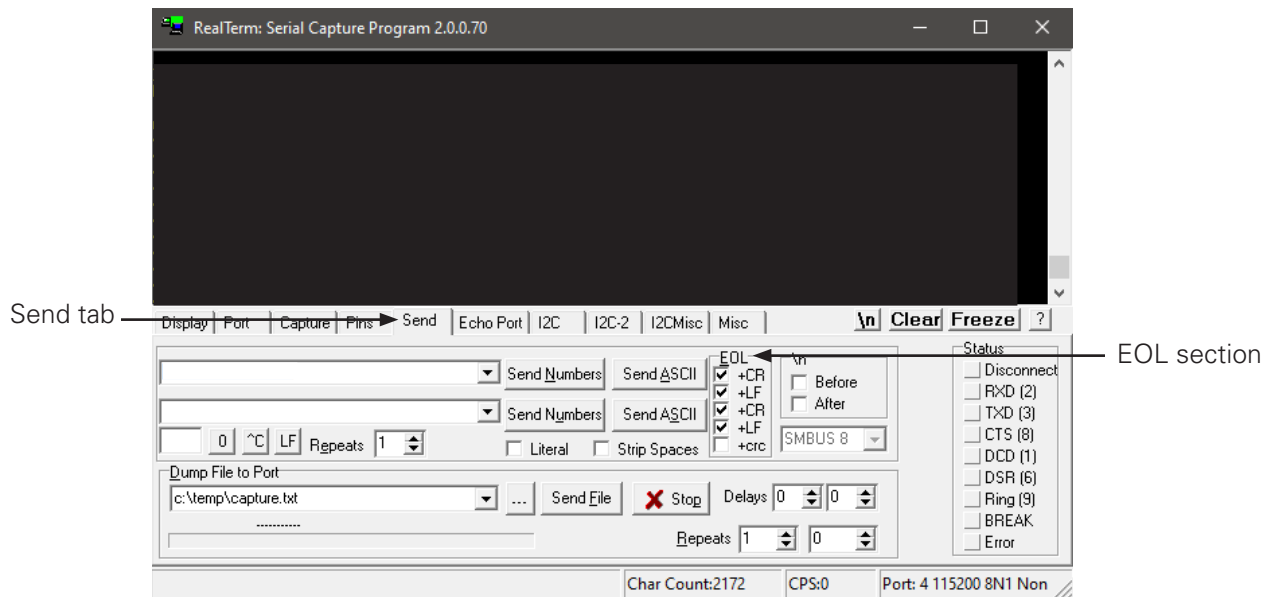 RealTerm: Serial Capture Program 2.0.0.70
Send tab
Display Port Capture Pins Send Echo Port I2C I2C-2 I2CMisc Misc \n Clear Freeze ?
EOL section
Send Numbers Send ASCII
Send Numbers Send ASCII
0 ^C LF Repeats 1
Literal Strip Spaces
EOL
+CR
+LF
+CR
+LF
+crc
\n
Before
After
SMBUS 8
Dump File to Port
c:\temp\capture.txt ... Send File Stop Delays 0 0
-----------
Repeats 1 0
Status
Disconnect
RXD (2)
TXD (3)
CTS (8)
DCD (1)
DSR (6)
Ring (9)
BREAK
Error
Char Count:2172 CPS:0 Port: 4 115200 8N1 Non